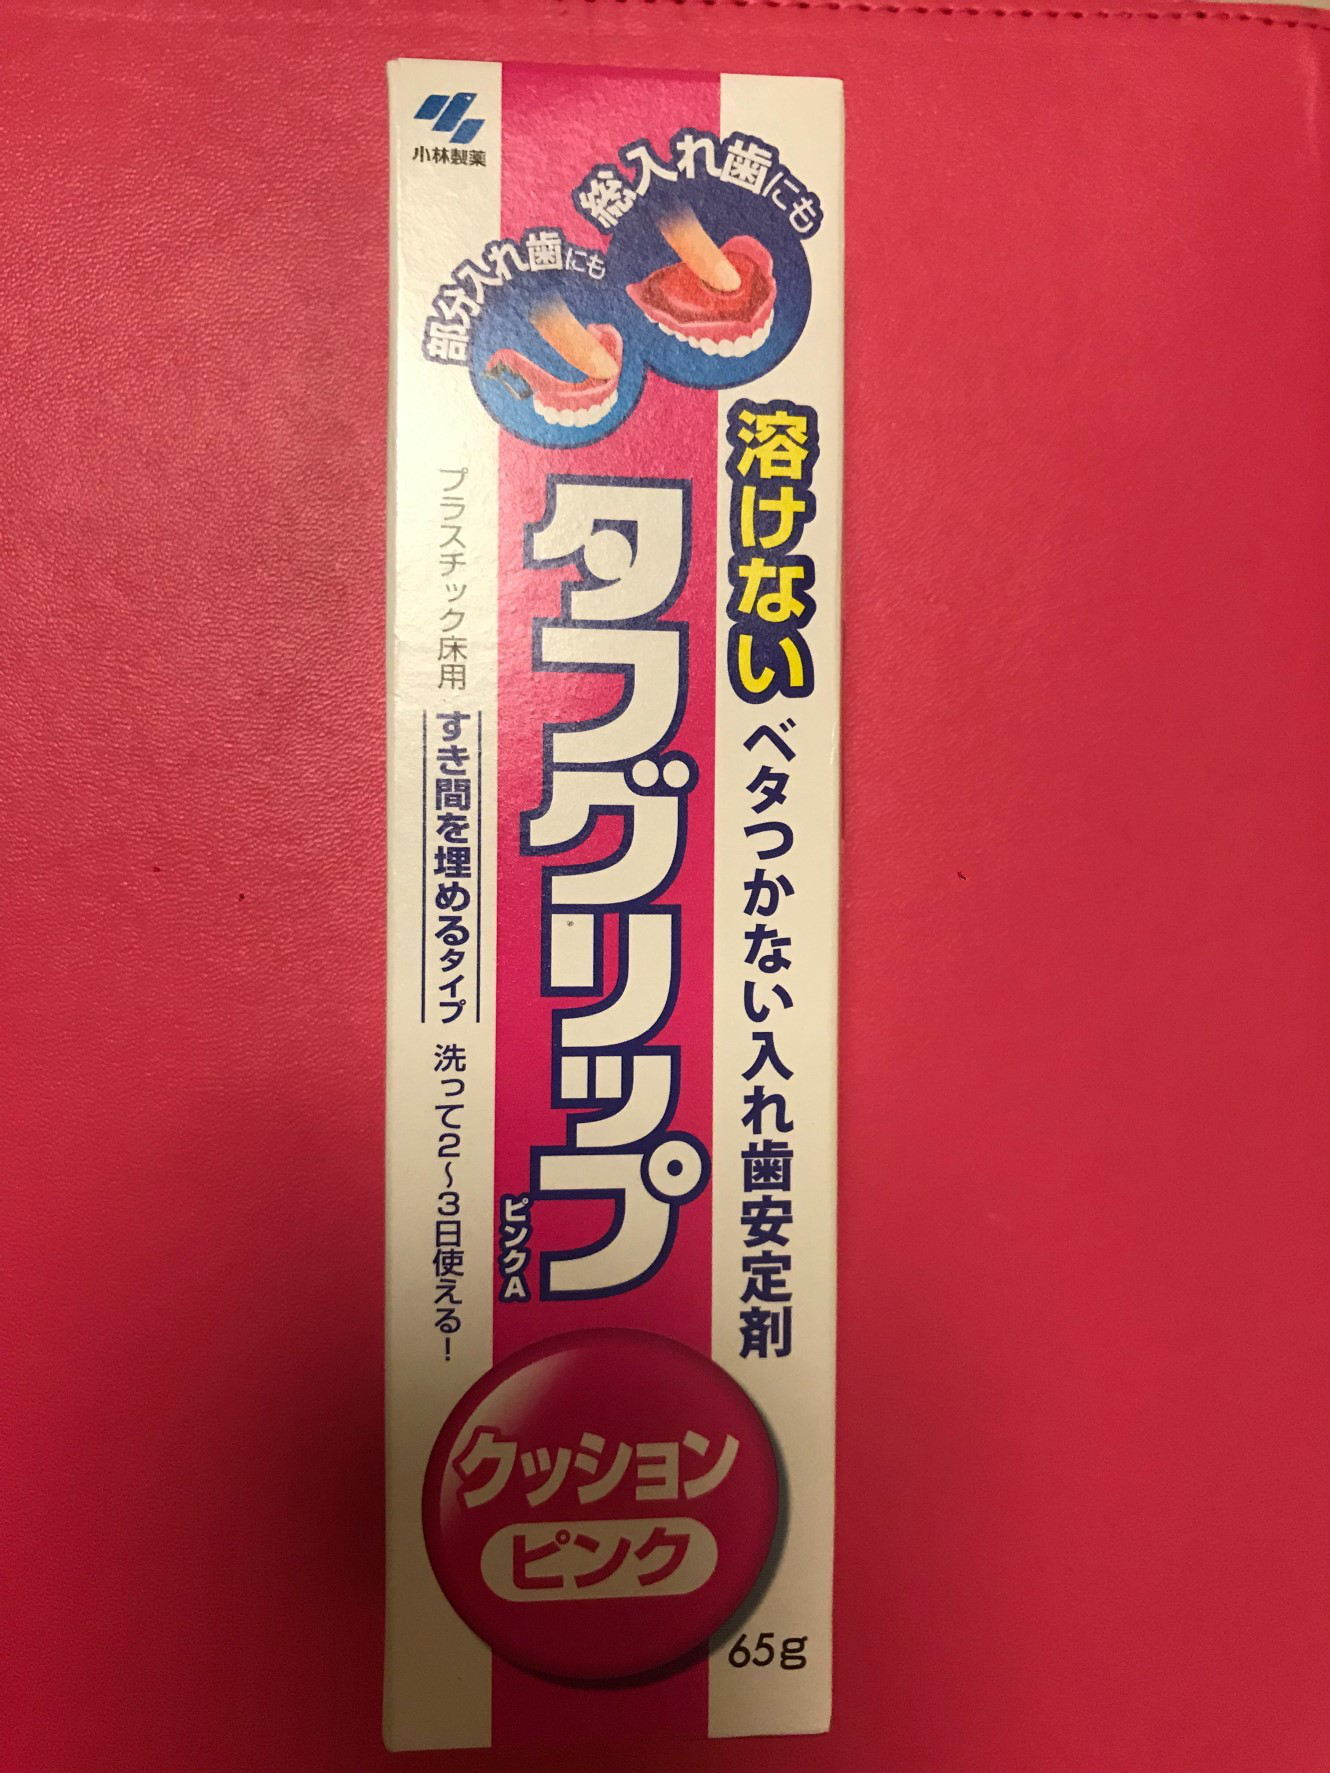 小林製薬
総入れ歯にも
部分入れ歯にも
溶けない
ベタつかない入れ歯安定剤
タフグリップ
ピンクA
プラスチック床用
すき間を埋めるタイプ
洗って2〜3日使える!
クッション
ピンク
65g